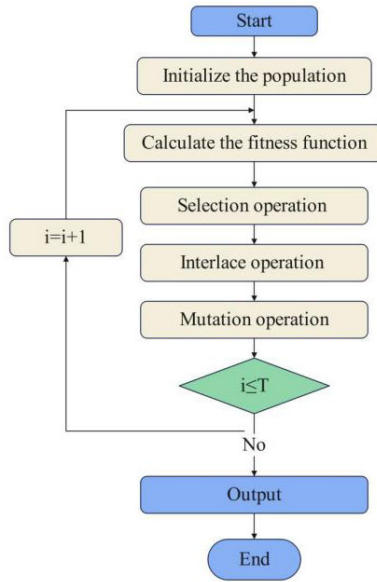 Start
Initialize the population
Calculate the fitness function
Selection operation
i=i+1
Interlace operation
Mutation operation
i≤T
No
Output
End